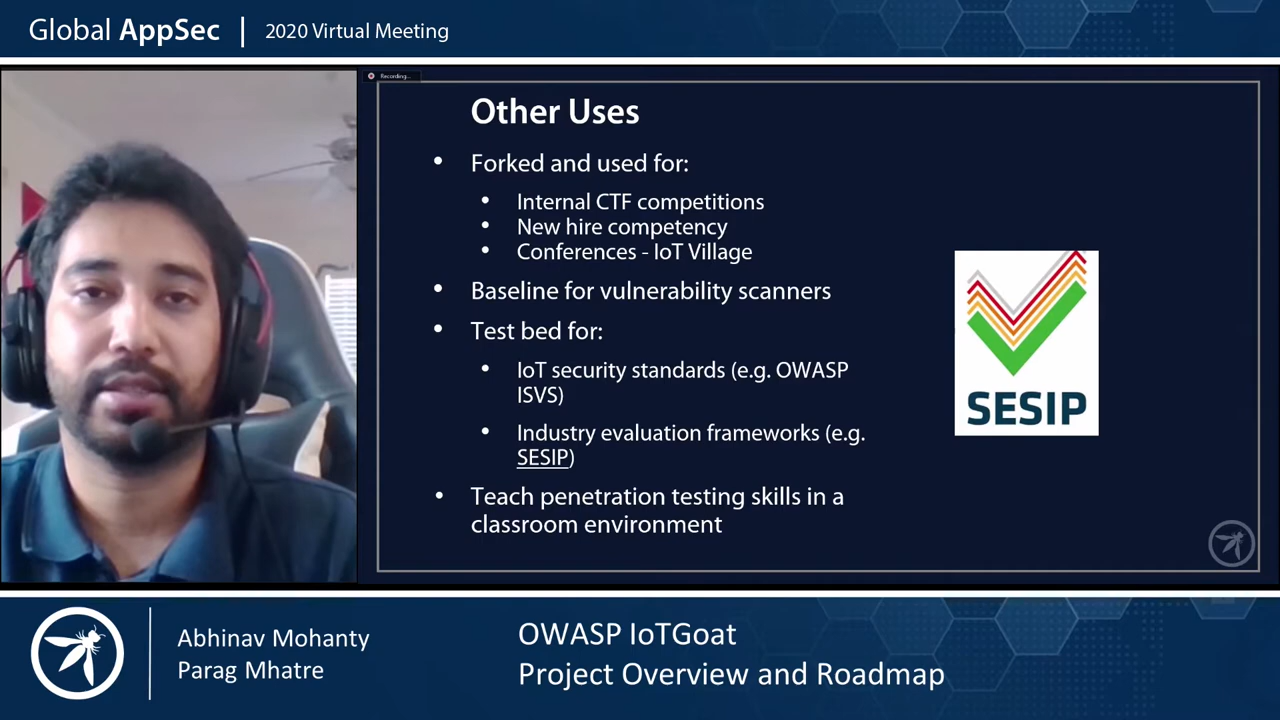 Global AppSec | 2020 Virtual Meeting
Recording...
Other Uses
• Forked and used for:
• Internal CTF competitions
• New hire competency
• Conferences - IoT Village
• Baseline for vulnerability scanners
• Test bed for:
• IoT security standards (e.g. OWASP
ISVS)
• Industry evaluation frameworks (e.g.
SESIP)
• Teach penetration testing skills in a
classroom environment
SESIP
Abhinav Mohanty
Parag Mhatre
OWASP IoTGoat
Project Overview and Roadmap